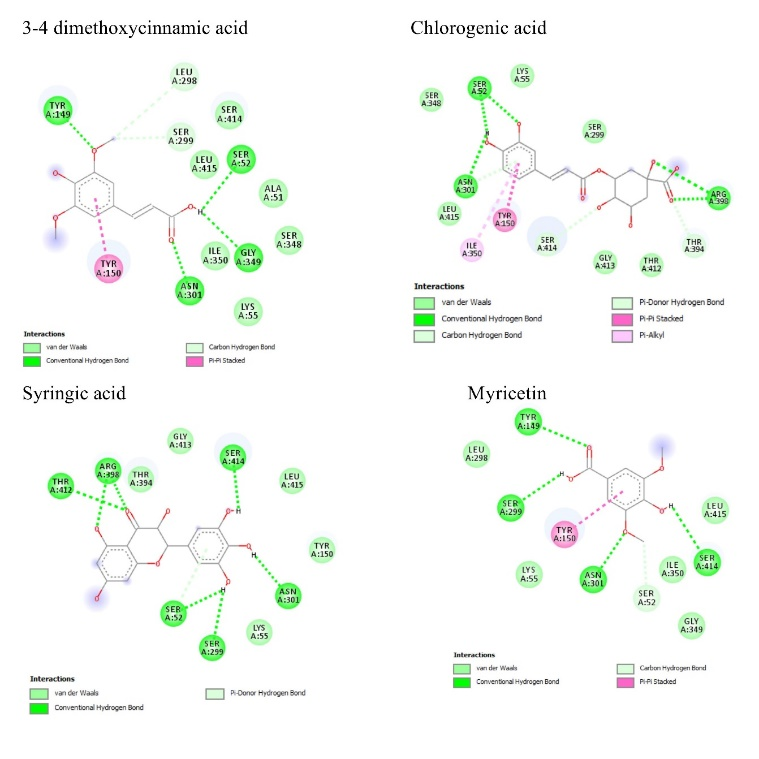 3-4 dimethoxycinnamic acid
LEU
A:298
TYR
A:149
SER
A:414
SER
A:299
LEU
A:415
SER
A:52
ALA
A:51
H
SER
A:348
ILE
A:350
GLY
A:349
TYR
A:150
ASN
A:301
LYS
A:55
Interactions
van der Waals
Conventional Hydrogen Bond
Carbon Hydrogen Bond
Pi-Pi Stacked
Chlorogenic acid
LYS
A:55
SER
A:52
SER
A:348
SER
A:299
H
ASN
A:301
ARG
A:398
LEU
A:415
TYR
A:150
ILE
A:350
SER
A:414
THR
A:394
GLY
A:413
THR
A:412
Interactions
van der Waals
Conventional Hydrogen Bond
Carbon Hydrogen Bond
Pi-Donor Hydrogen Bond
Pi-Pi Stacked
Pi-Alkyl
Syringic acid
GLY
A:413
SER
A:414
ARG
A:398
THR
A:394
THR
A:412
LEU
A:415
H
TYR
A:150
H
ASN
A:301
H
SER
A:52
LYS
A:55
SER
A:299
Interactions
van der Waals
Conventional Hydrogen Bond
Pi-Donor Hydrogen Bond
Myricetin
TYR
A:149
LEU
A:298
H
SER
A:299
H
LEU
A:415
TYR
A:150
SER
A:414
ILE
A:350
LYS
A:55
ASN
A:301
SER
A:52
GLY
A:349
Interactions
van der Waals
Conventional Hydrogen Bond
Carbon Hydrogen Bond
Pi-Pi Stacked